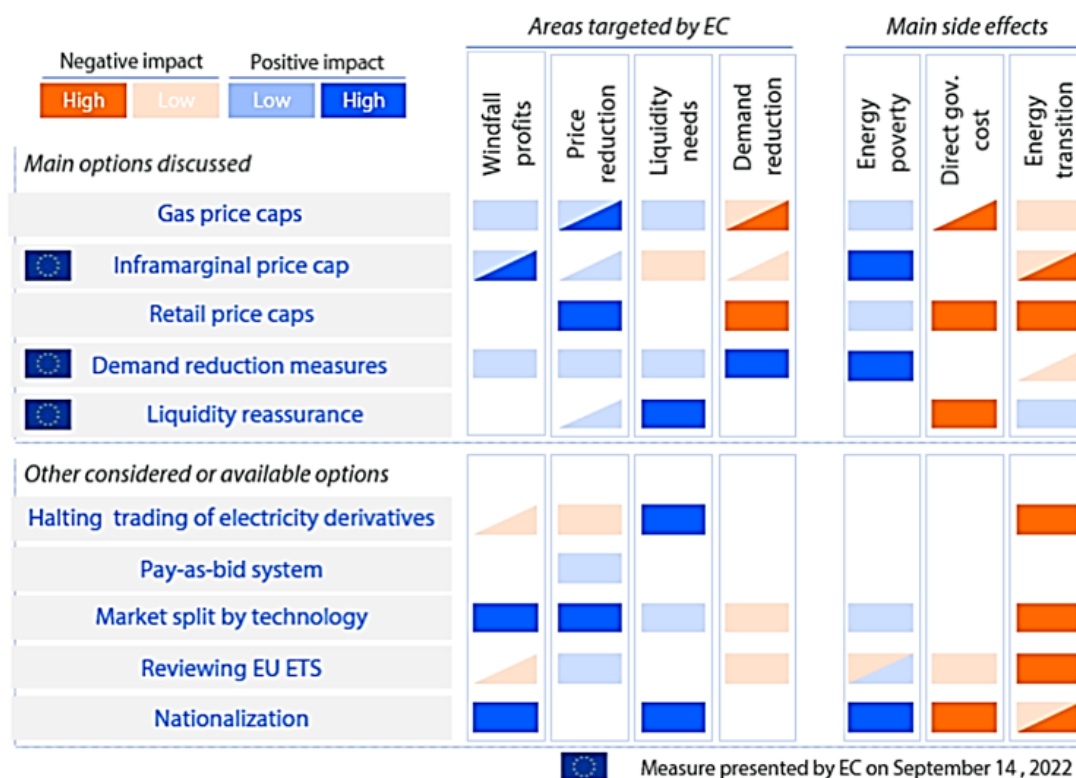 Areas targeted by EC
Main side effects
Negative impact
Positive impact
High
Low
Low
High
Windfall
profits
Price
reduction
Liquidity
needs
Demand
reduction
Energy
poverty
Direct gov.
cost
Energy
transition
Main options discussed
Gas price caps
Inframarginal price cap
Retail price caps
Demand reduction measures
Liquidity reassurance
Other considered or available options
Halting trading of electricity derivatives
Pay-as-bid system
Market split by technology
Reviewing EU ETS
Nationalization
Measure presented by EC on September 14, 2022